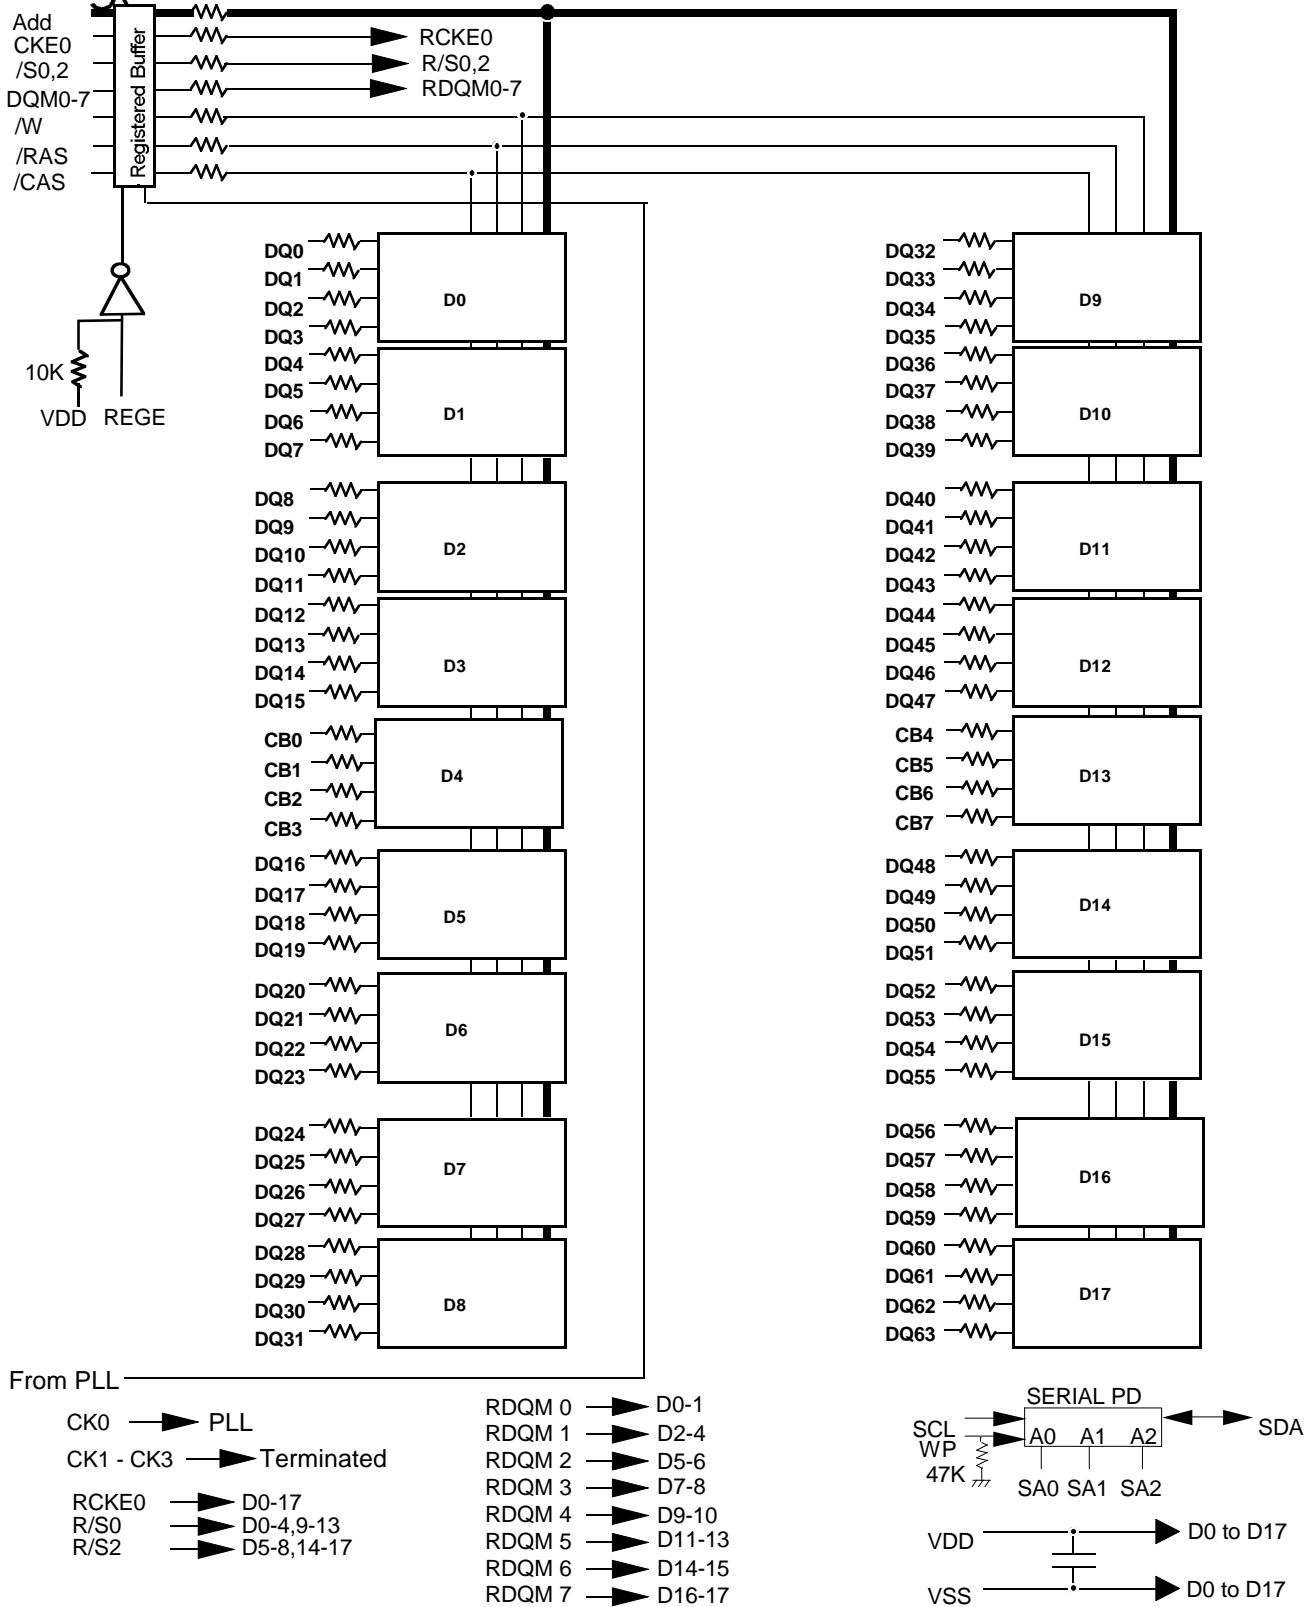 Add
CKE0
/S0,2
DQM0-7
/W
/RAS
/CAS
Registered Buffer
RCKE0
R/S0,2
RDQM0-7
10K
VDD REGE
DQ0
DQ1
DQ2
DQ3
D0
DQ4
DQ5
DQ6
DQ7
D1
DQ8
DQ9
DQ10
DQ11
D2
DQ12
DQ13
DQ14
DQ15
D3
CB0
CB1
CB2
CB3
D4
DQ16
DQ17
DQ18
DQ19
D5
DQ20
DQ21
DQ22
DQ23
D6
DQ24
DQ25
DQ26
DQ27
D7
DQ28
DQ29
DQ30
DQ31
D8
DQ32
DQ33
DQ34
DQ35
D9
DQ36
DQ37
DQ38
DQ39
D10
DQ40
DQ41
DQ42
DQ43
D11
DQ44
DQ45
DQ46
DQ47
D12
CB4
CB5
CB6
CB7
D13
DQ48
DQ49
DQ50
DQ51
D14
DQ52
DQ53
DQ54
DQ55
D15
DQ56
DQ57
DQ58
DQ59
D16
DQ60
DQ61
DQ62
DQ63
D17
From PLL
CK0 PLL
CK1 - CK3 Terminated
RCKE0 D0-17
R/S0 D0-4,9-13
R/S2 D5-8,14-17
RDQM 0 D0-1
RDQM 1 D2-4
RDQM 2 D5-6
RDQM 3 D7-8
RDQM 4 D9-10
RDQM 5 D11-13
RDQM 6 D14-15
RDQM 7 D16-17
SERIAL PD
SCL
WP
47K
A0 A1 A2
SDA
SA0 SA1 SA2
VDD D0 to D17
VSS D0 to D17